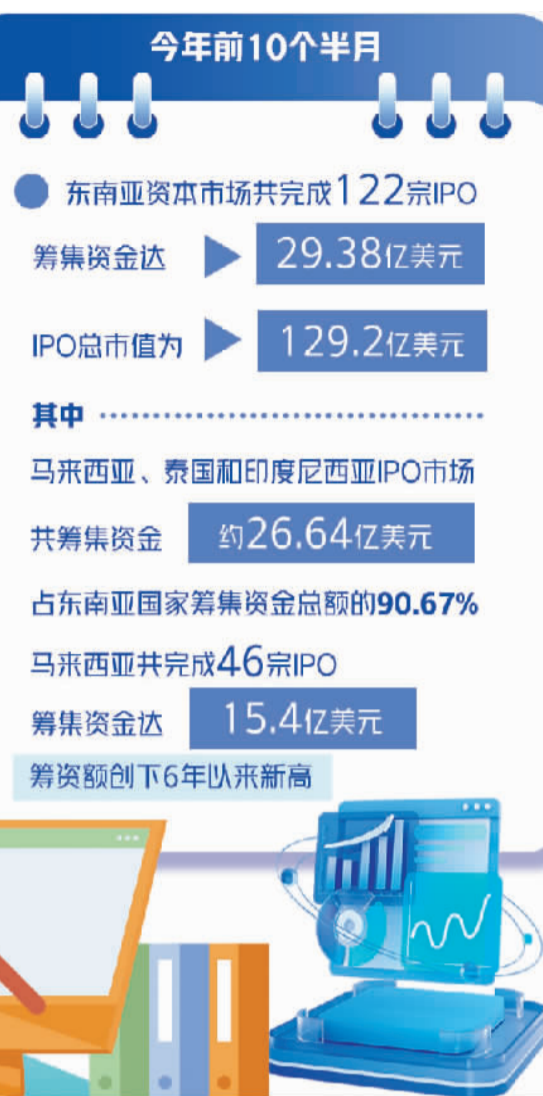 今年前10个半月
东南亚资本市场共完成122宗IPO
筹集资金达 29.38亿美元
IPO总市值为 129.2亿美元
其中
马来西亚、泰国和印度尼西亚IPO市场
共筹集资金 约26.64亿美元
占东南亚国家筹集资金总额的90.67%
马来西亚共完成46宗IPO
筹集资金达 15.4亿美元
筹资额创下6年以来新高